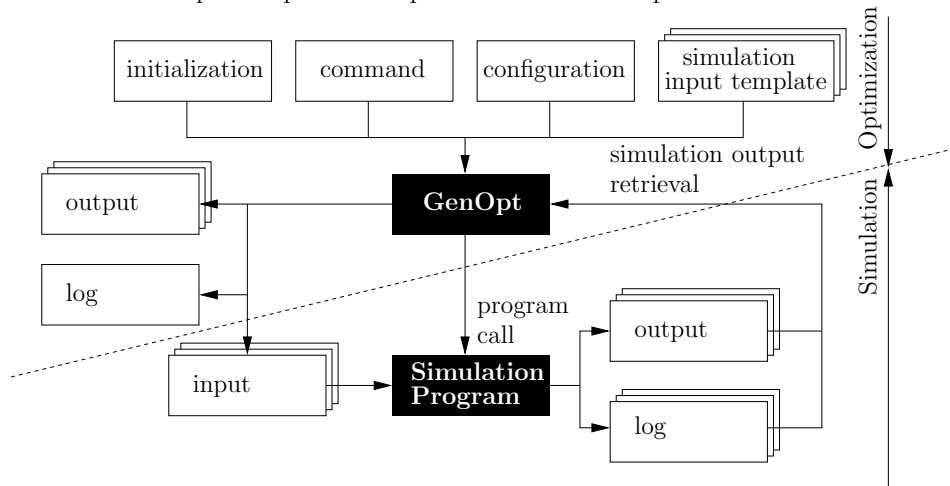 initialization
command
configuration
simulation
input template
Optimization
simulation output
retrieval
output
GenOpt
Simulation
log
program
call
output
input
Simulation
Program
log